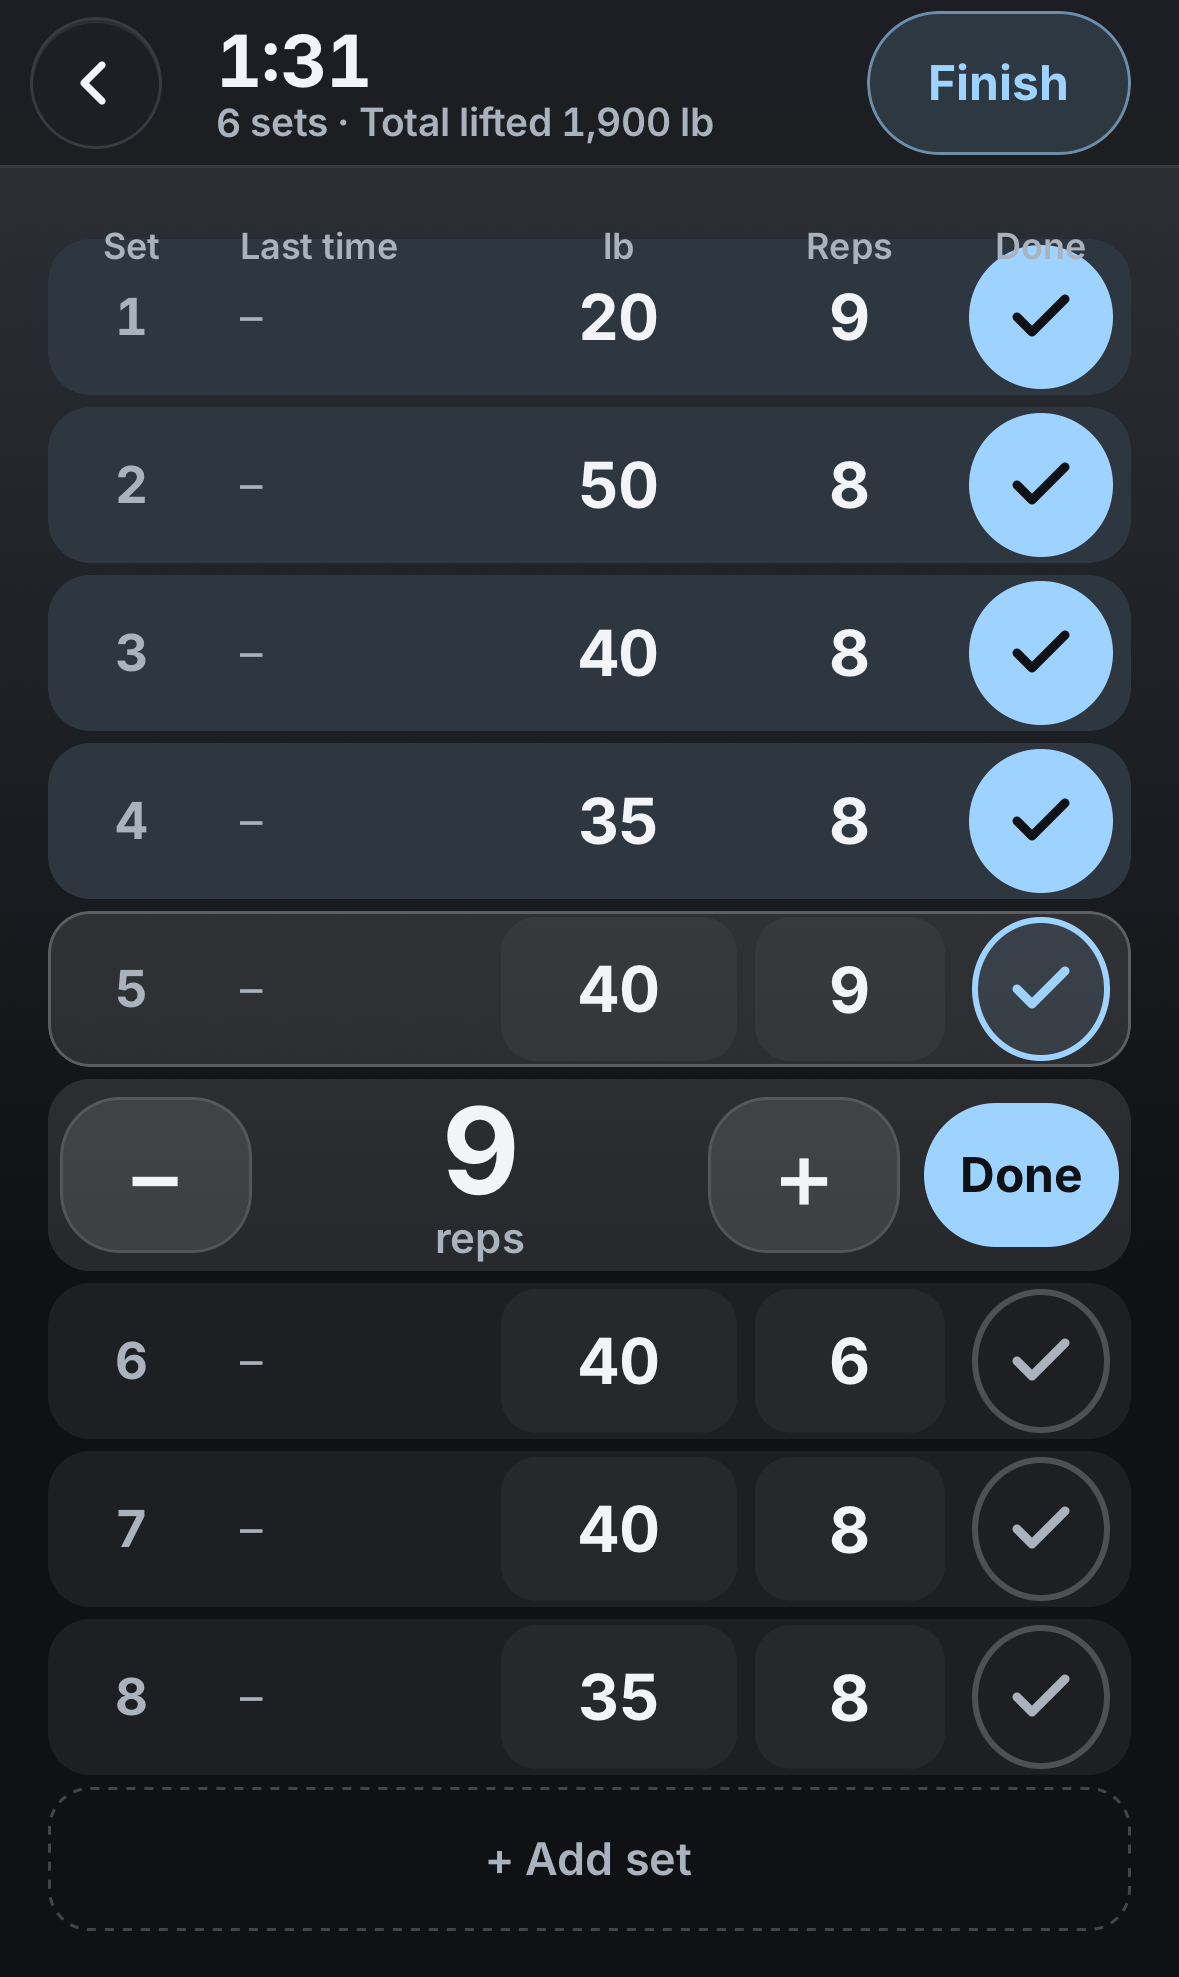 1:31
Finish
6 sets · Total lifted 1,900 lb
Set Last time lb Reps Done
1 – 20 9
2 – 50 8
3 – 40 8
4 – 35 8
5 – 40 9
– 9 + Done
reps
6 – 40 6
7 – 40 8
8 – 35 8
+ Add set